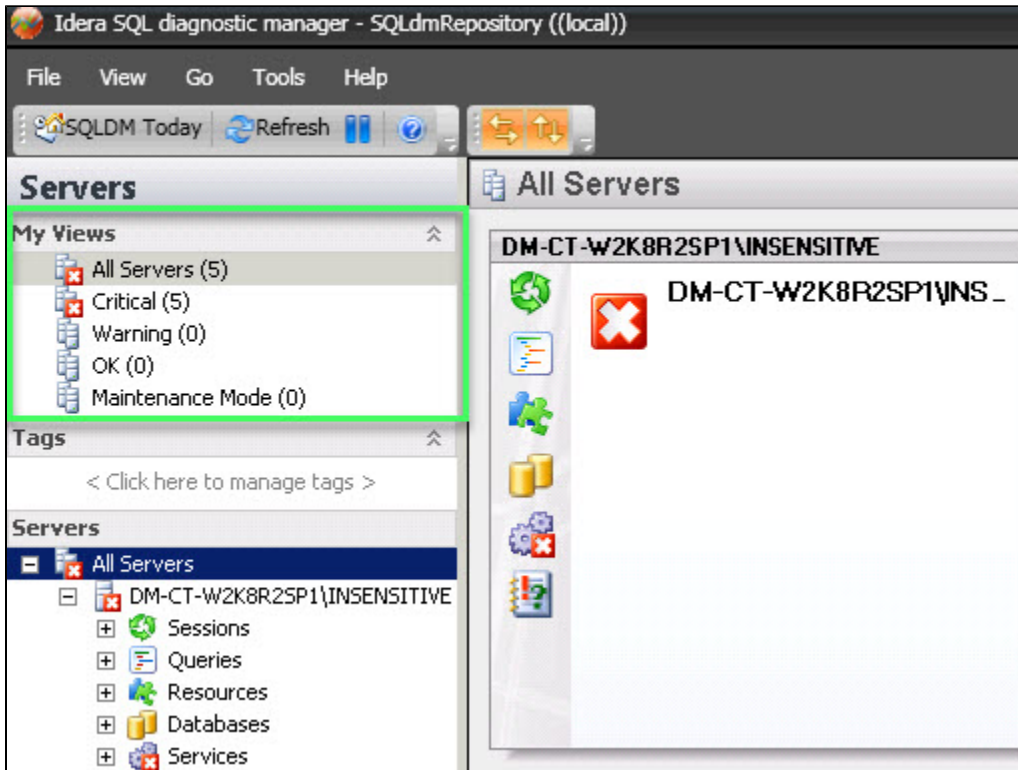 Idera SQL diagnostic manager - SQLdmRepository ((local))
File View Go Tools Help
SQLDM Today Refresh
Servers
All Servers
My Views
All Servers (5)
Critical (5)
Warning (0)
OK (0)
Maintenance Mode (0)
Tags
< Click here to manage tags >
Servers
All Servers
DM-CT-W2K8R2SP1\INSENSITIVE
Sessions
Queries
Resources
Databases
Services
DM-CT-W2K8R2SP1\INSENSITIVE
DM-CT-W2K8R2SP1\INS...